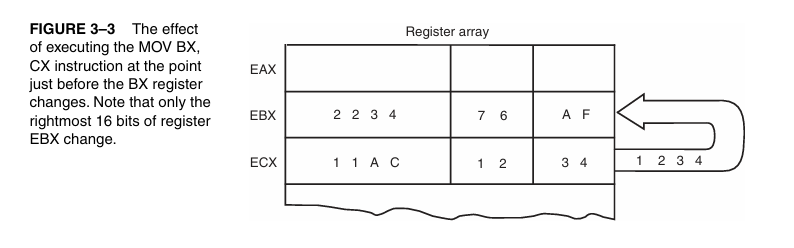 FIGURE 3–3 The effect
of executing the MOV BX,
CX instruction at the point
just before the BX register
changes. Note that only the
rightmost 16 bits of register
EBX change.
Register array
EAX
EBX 2 2 3 4 7 6 A F
ECX 1 1 A C 1 2 3 4 1 2 3 4